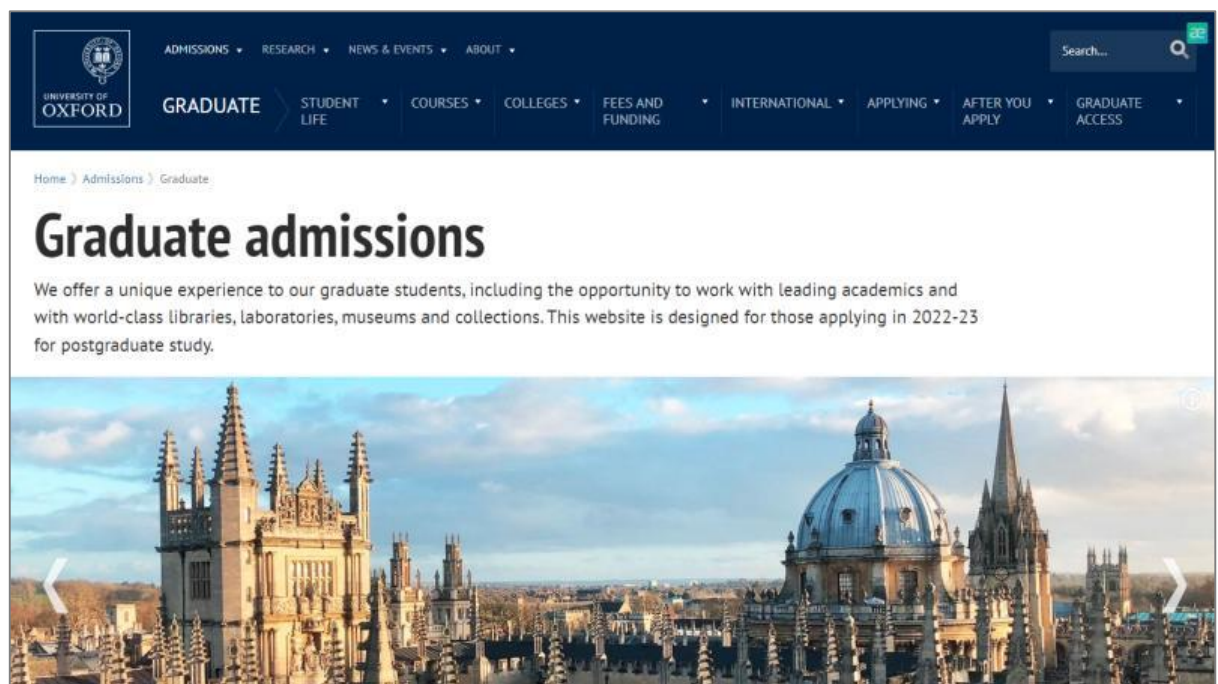 ADMISSIONS RESEARCH NEWS & EVENTS ABOUT
Search...
æ
UNIVERSITY OF
OXFORD
GRADUATE
STUDENT
LIFE
COURSES
COLLEGES
FEES AND
FUNDING
INTERNATIONAL
APPLYING
AFTER YOU
APPLY
GRADUATE
ACCESS
Home > Admissions > Graduate
Graduate admissions
We offer a unique experience to our graduate students, including the opportunity to work with leading academics and
with world-class libraries, laboratories, museums and collections. This website is designed for those applying in 2022-23
for postgraduate study.